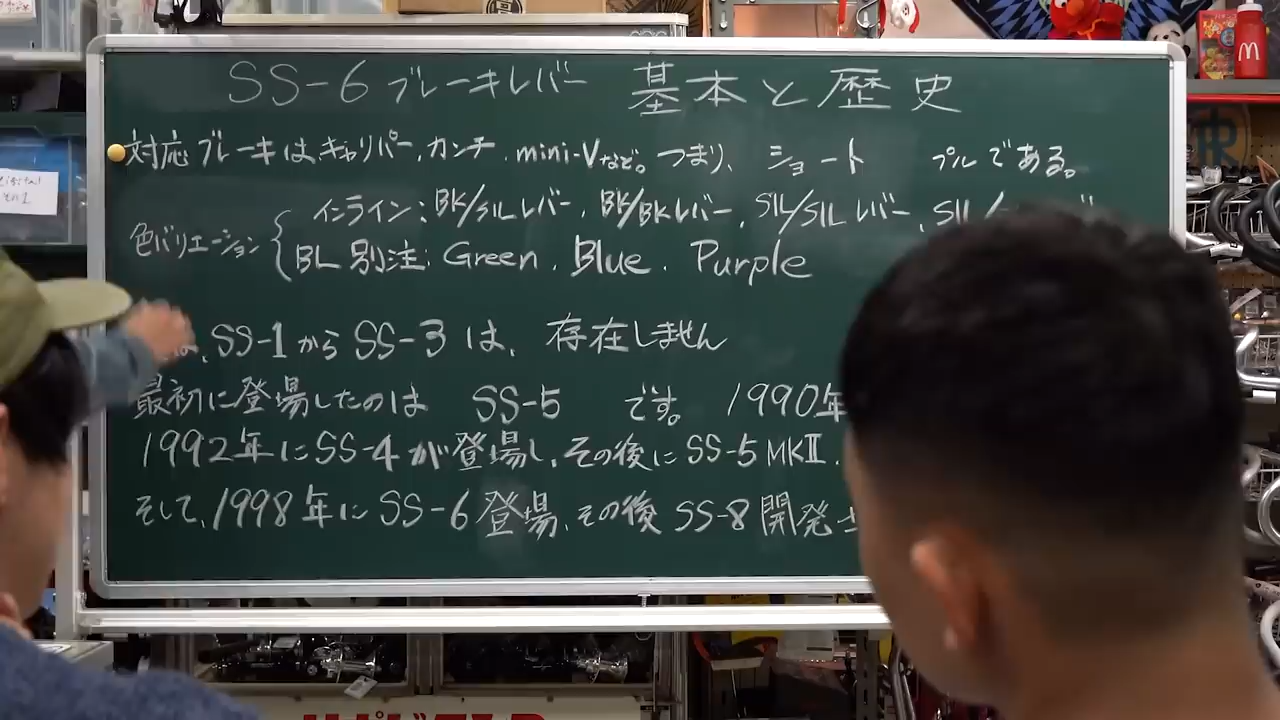 SS-6 ブレーキレバー 基本と歴史
対応ブレーキは、キャリパー、カンチ、mini-Vなど。つまり、ショート プルである。
色バリエーション
インライン：BK/SILレバー、BK/BKレバー、SIL/SILレバー、SIL/
BL別注：Green、Blue、Purple
、SS-1からSS-3は、存在しません
最初に登場したのは SS-5 です。1990年
1992年にSS-4が登場し、その後にSS-5 MKⅡ、
そして、1998年にSS-6登場、その後SS-8開発